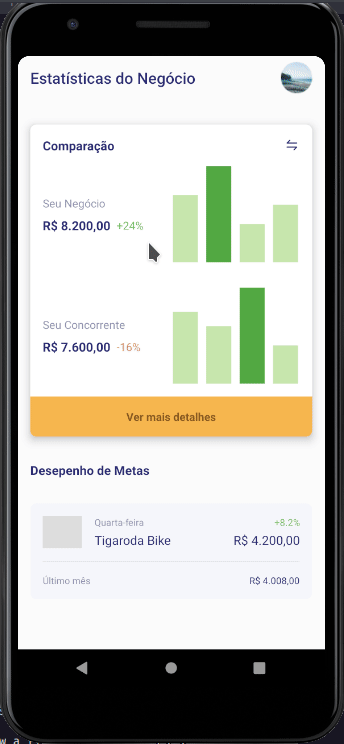 Estatísticas do Negócio
Comparação
Seu Negócio
R$ 8.200,00 +24%
Seu Concorrente
R$ 7.600,00 -16%
Ver mais detalhes
Desepenho de Metas
Quarta-feira
+8.2%
Tigaroda Bike
R$ 4.200,00
Último mês
R$ 4.008,00